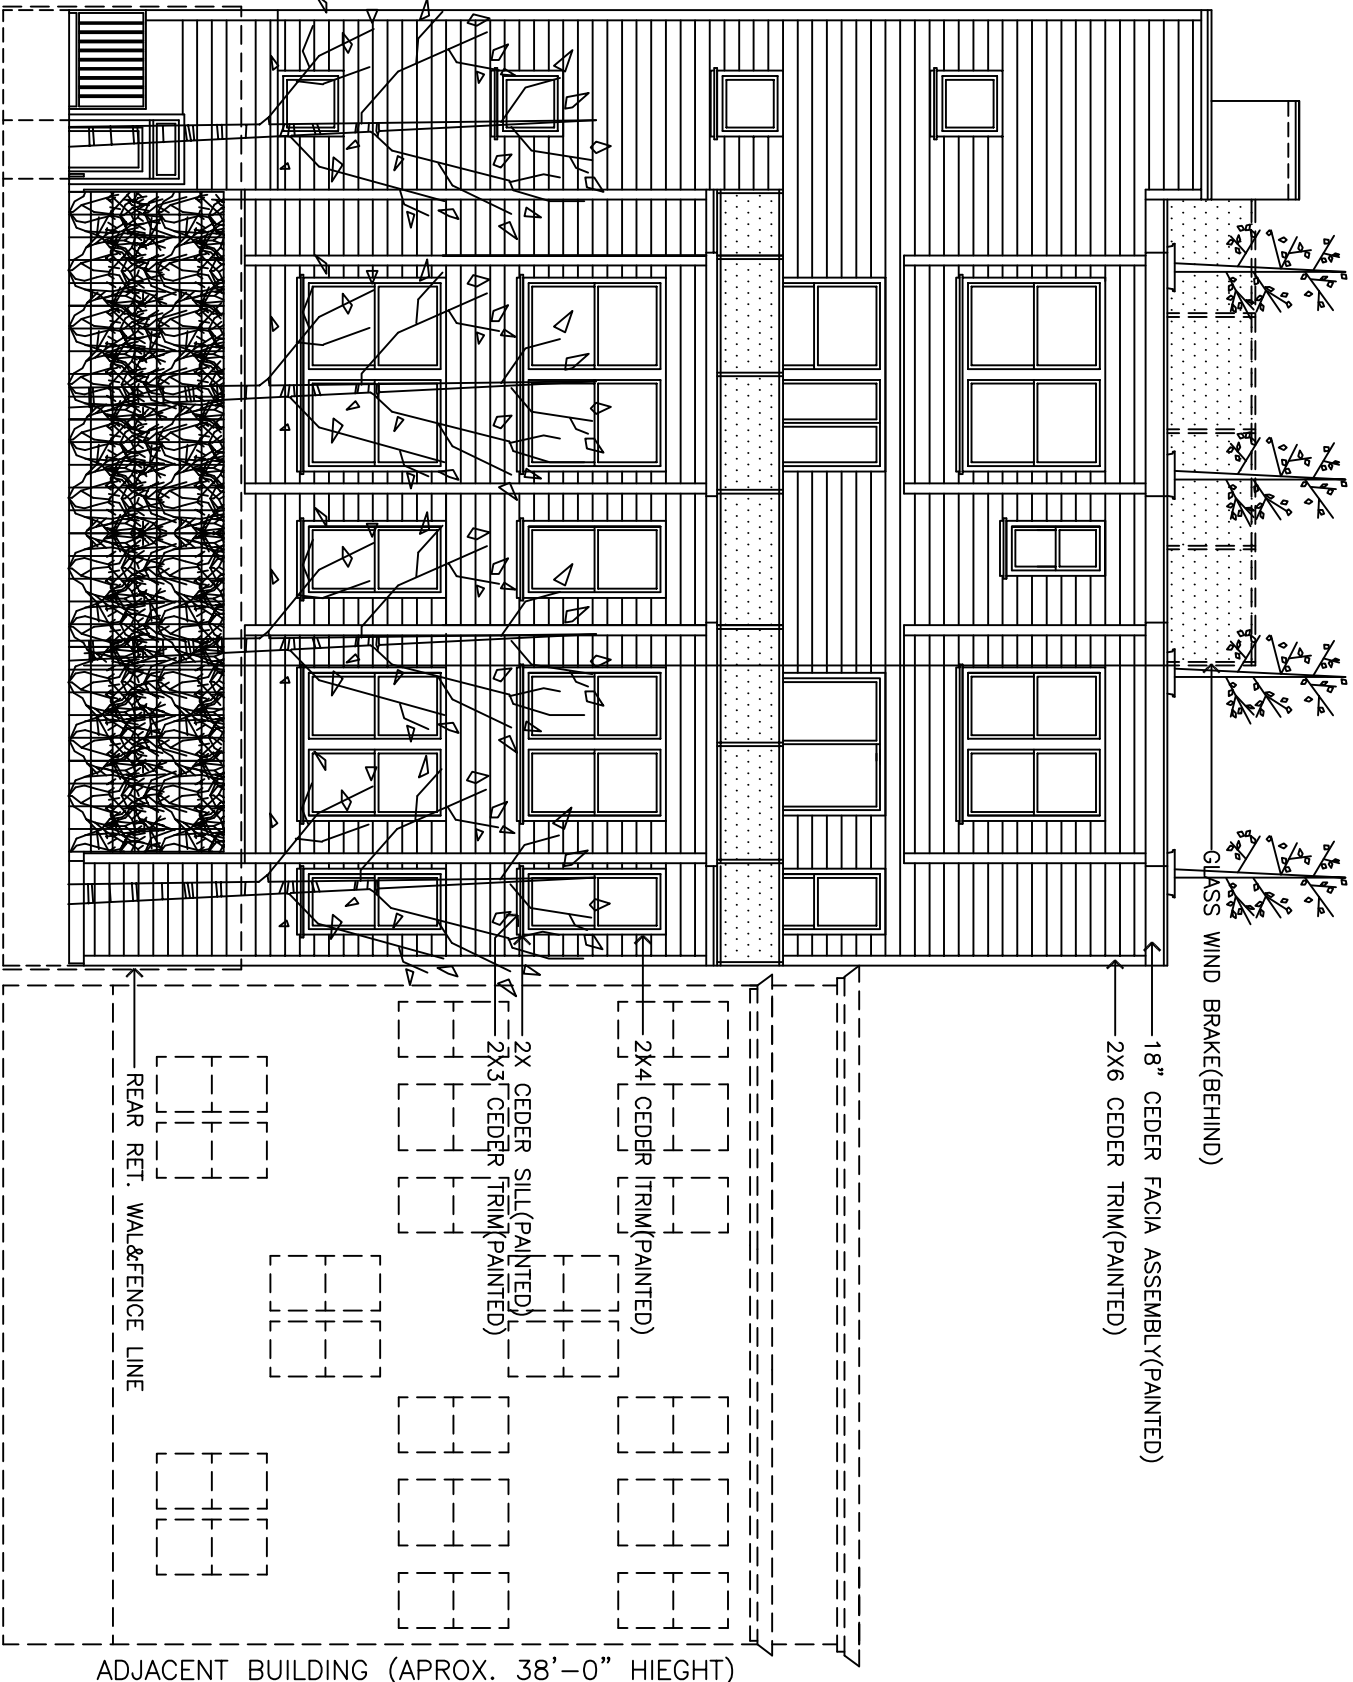 GLASS WIND BRAKE(BEHIND)
18" CEDER FACIA ASSEMBLY(PAINTED)
2X6 CEDER TRIM(PAINTED)
2X4 CEDER TRIM(PAINTED)
2X CEDER SILL(PAINTED)
2X3 CEDER TRIM(PAINTED)
REAR RET. WAL&FENCE LINE
ADJACENT BUILDING (APROX. 38'-0" HIEGHT)